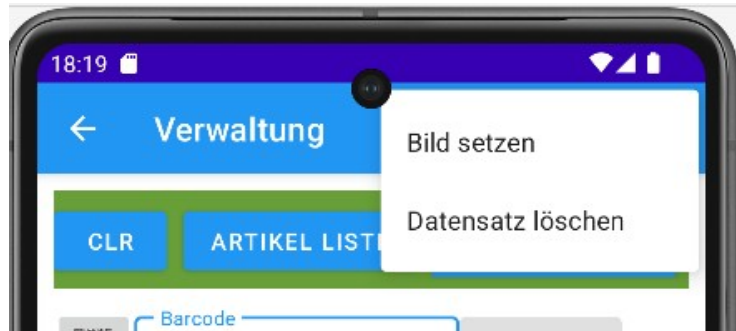 18:19
Verwaltung
Bild setzen
Datensatz löschen
CLR ARTIKEL LIST
Barcode